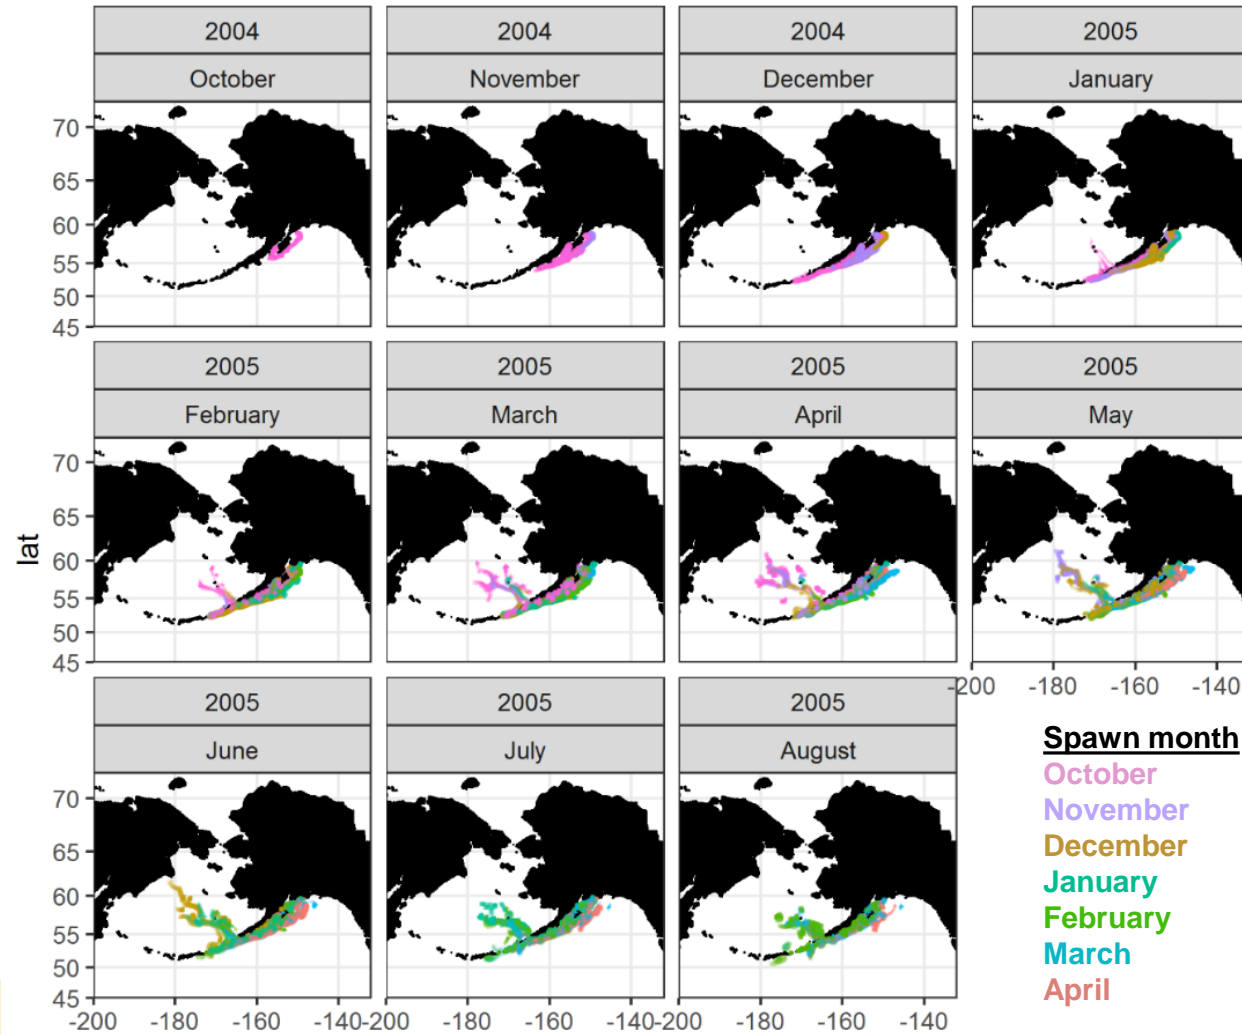 2004 2004 2004 2005
October November December January
70
65
60
55
50
45
2005 2005 2005 2005
February March April May
lat
70
65
60
55
50
45
-200 -180 -160 -140
2005 2005 2005
June July August
70
65
60
55
50
45
-200 -180 -160 -140 -200 -180 -160 -140 -180 -160 -140
Spawn month
October
November
December
January
February
March
April